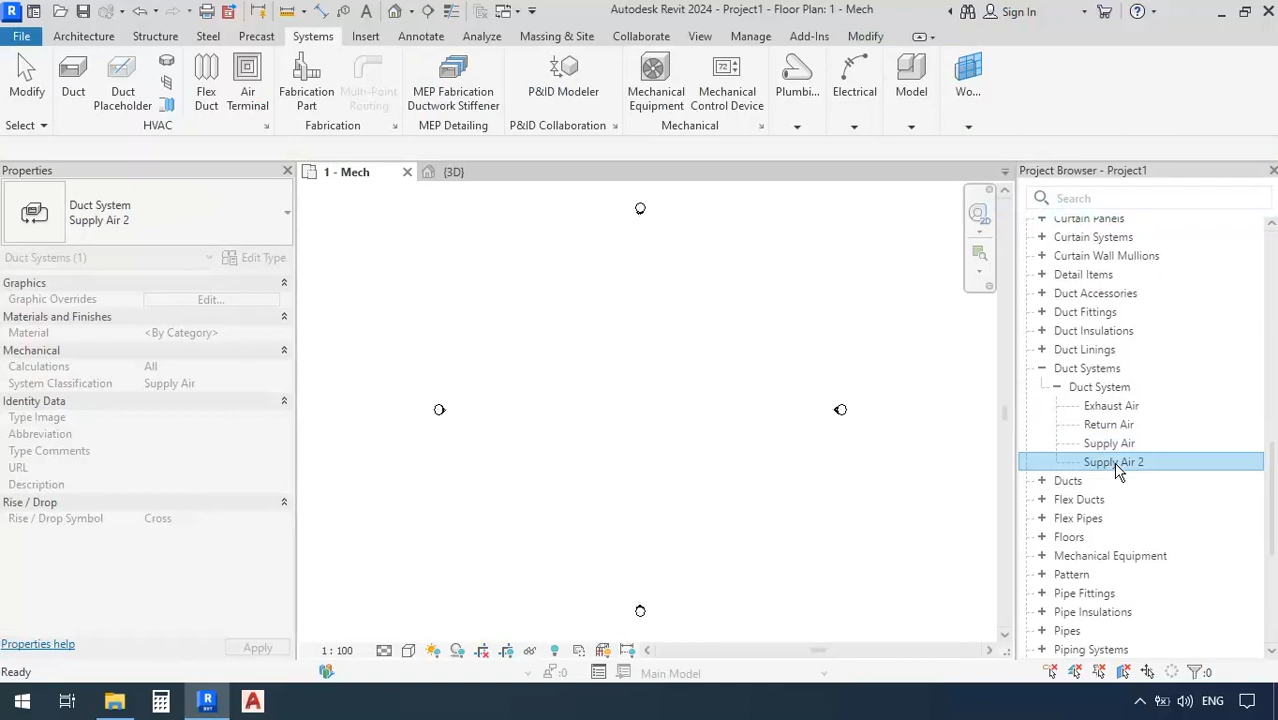 Autodesk Revit 2024 - Project1 - Floor Plan: 1 - Mech
Sign In
File
Architecture
Structure
Steel
Precast
Systems
Insert
Annotate
Analyze
Massing & Site
Collaborate
View
Manage
Add-Ins
Modify
Modify
Duct
Duct
Placeholder
Flex
Duct
Air
Terminal
Fabrication
Part
Multi-Point
Routing
MEP Fabrication
Ductwork Stiffener
P&ID Modeler
Mechanical
Equipment
Mechanical
Control Device
Plumbi...
Electrical
Model
Wo...
Select
HVAC
Fabrication
MEP Detailing
P&ID Collaboration
Mechanical
Properties
1 - Mech
{3D}
Project Browser - Project1
Duct System
Supply Air 2
Duct Systems (1)
Edit Type
Graphics
Graphic Overrides
Edit...
Materials and Finishes
Material
<By Category>
Mechanical
Calculations
All
System Classification
Supply Air
Identity Data
Type Image
Abbreviation
Type Comments
URL
Description
Rise / Drop
Rise / Drop Symbol
Cross
Properties help
Apply
2D
Search
Curtain Panels
Curtain Systems
Curtain Wall Mullions
Detail Items
Duct Accessories
Duct Fittings
Duct Insulations
Duct Linings
Duct Systems
Duct System
Exhaust Air
Return Air
Supply Air
Supply Air 2
Ducts
Flex Ducts
Flex Pipes
Floors
Mechanical Equipment
Pattern
Pipe Fittings
Pipe Insulations
Pipes
Piping Systems
1 : 100
Ready
:0
Main Model
:0
ENG